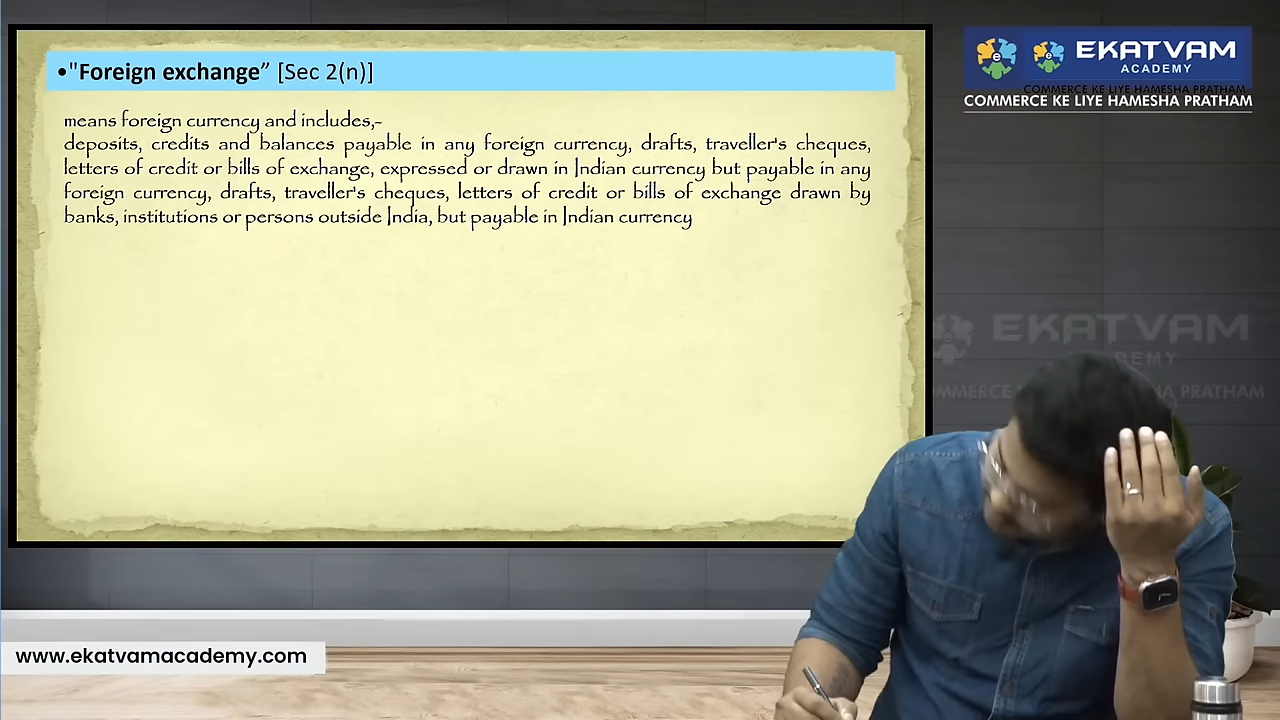 •"Foreign exchange” [Sec 2(n)]
means foreign currency and includes,-
deposits, credits and balances payable in any foreign currency, drafts, traveller's cheques,
letters of credit or bills of exchange, expressed or drawn in Indian currency but payable in any
foreign currency, drafts, traveller's cheques, letters of credit or bills of exchange drawn by
banks, institutions or persons outside India, but payable in Indian currency
EKATVAM
ACADEMY
COMMERCE KE LIYE HAMESHA PRATHAM
COMMERCE KE LIYE HAMESHA PRATHAM
EKATVAM
PRATHAM
www.ekatvamacademy.com